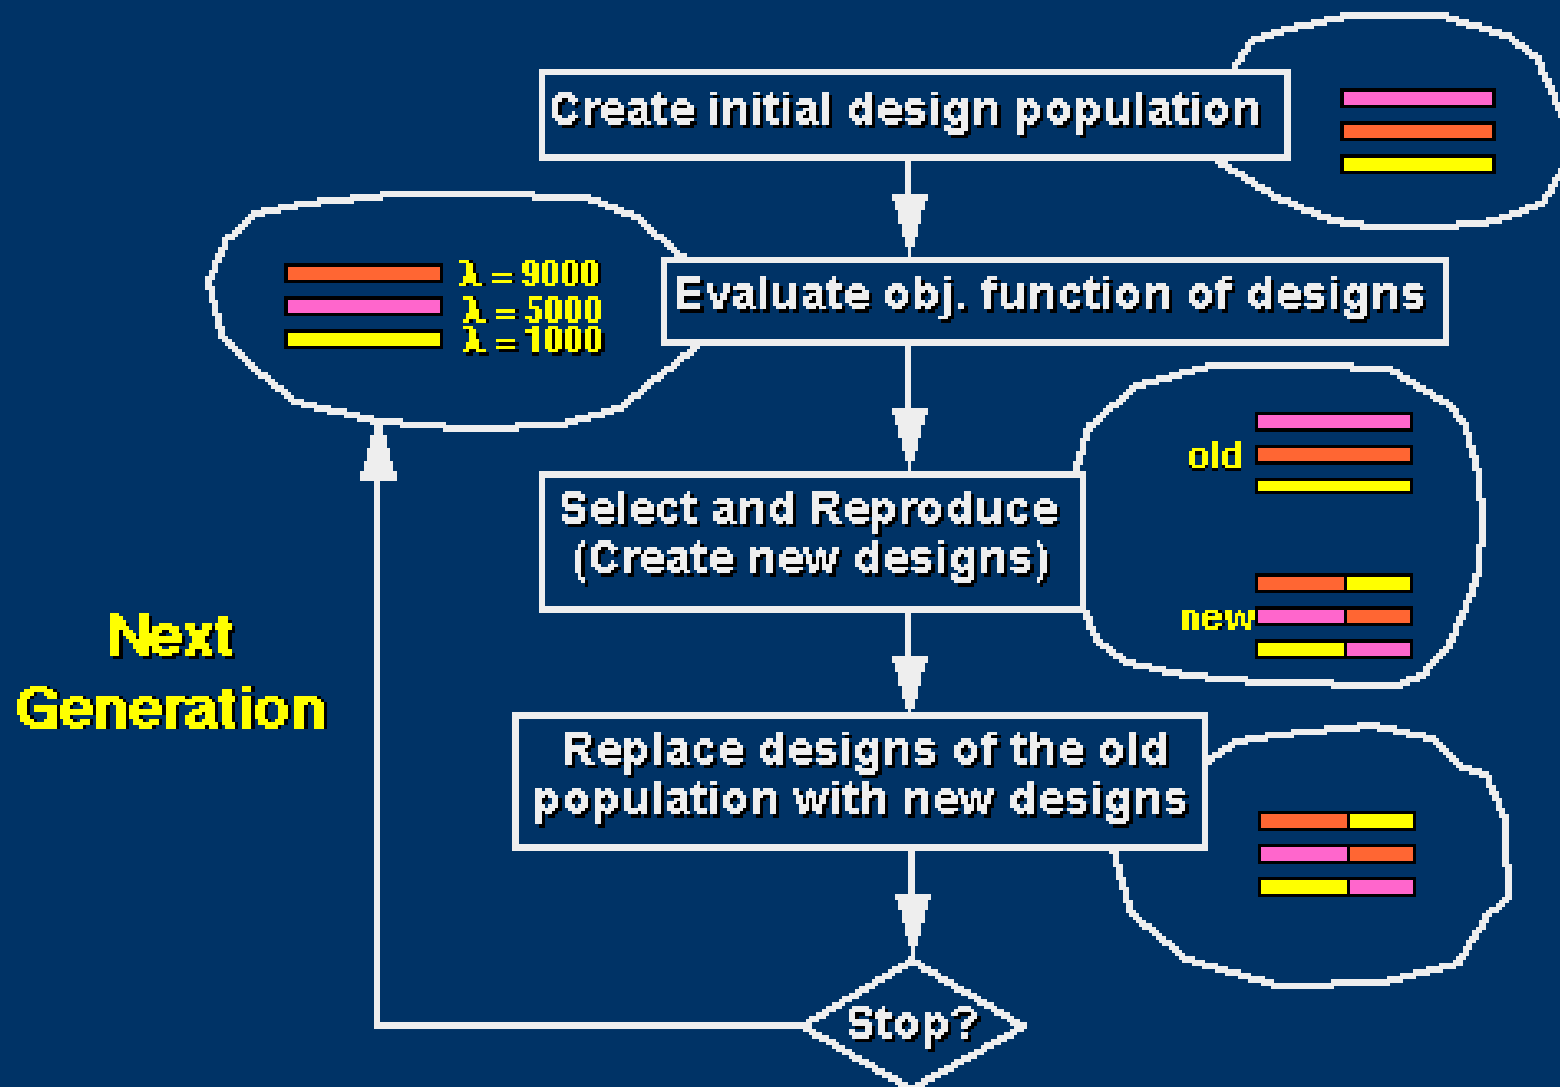 Create initial design population
λ = 9000
λ = 5000
λ = 1000
Evaluate obj. function of designs
old
Select and Reproduce
(Create new designs)
new
Next
Generation
Replace designs of the old
population with new designs
Stop?